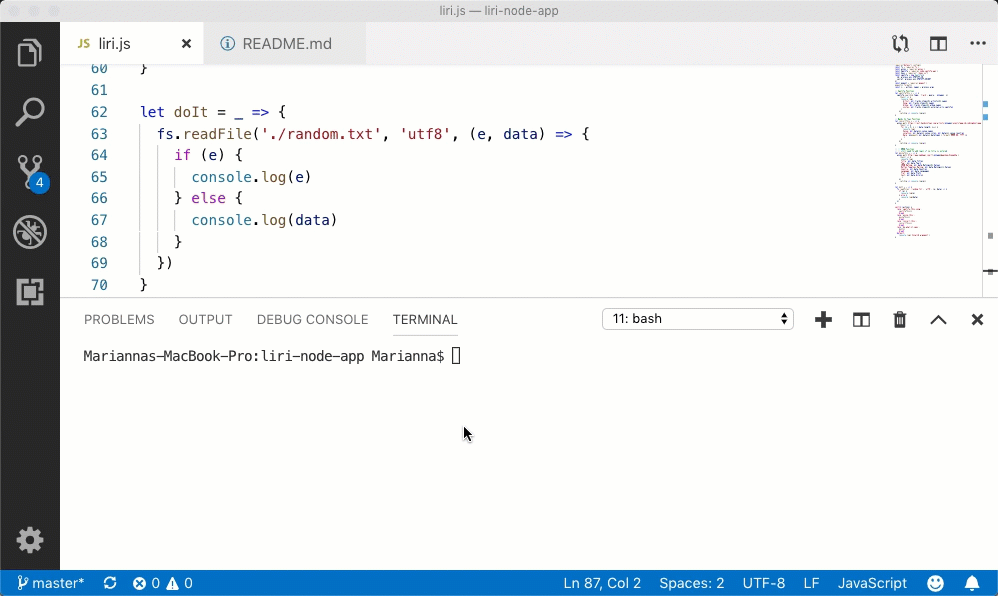 liri.js — liri-node-app
JS liri.js × README.md
60 }
61
62 let doIt = _ => {
63 fs.readFile('./random.txt', 'utf8', (e, data) => {
64 if (e) {
65 console.log(e)
66 } else {
67 console.log(data)
68 }
69 })
70 }
4
PROBLEMS OUTPUT DEBUG CONSOLE TERMINAL 11: bash
Mariannas-MacBook-Pro:liri-node-app Marianna$
master* 0 0 Ln 87, Col 2 Spaces: 2 UTF-8 LF JavaScript